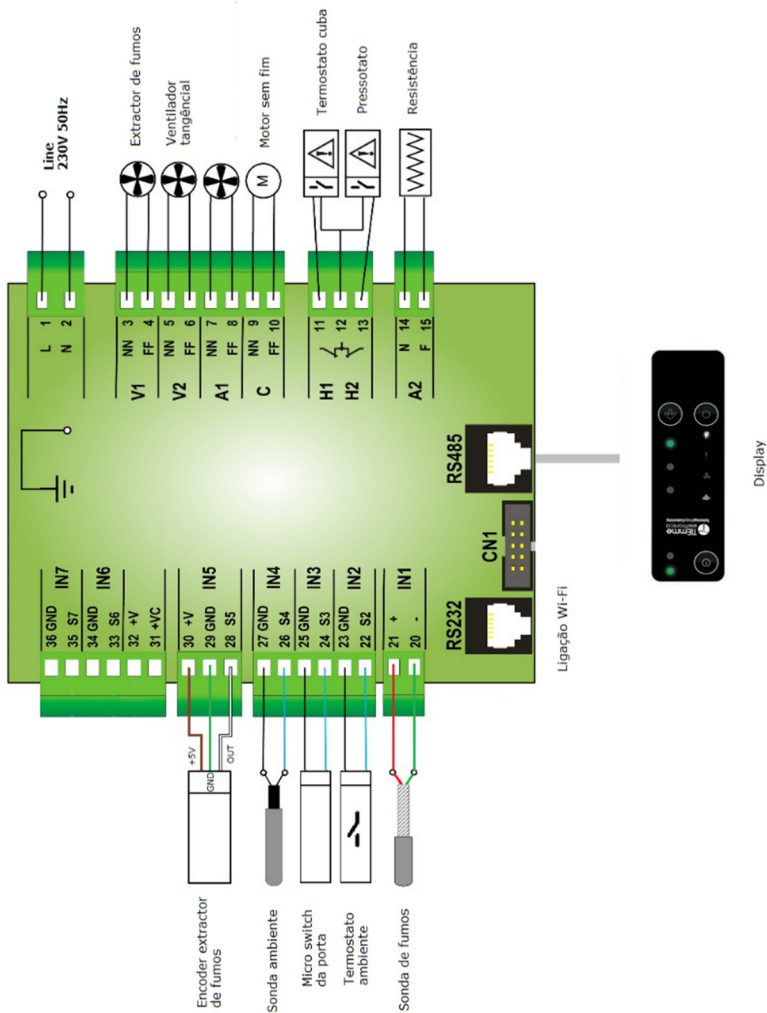 Line
230V 50Hz
Extractor de fumos
Ventilador
tangêncial
Motor sem fim
M
Termostato cuba
Pressotato
Resistência
L 1
N 2
NN 3
FF 4
V1
NN 5
FF 6
V2
NN 7
FF 8
A1
NN 9
FF 10
C
11
12
13
H1
H2
N 14
F 15
A2
RS485
CN1
RS232
Ligação Wi-Fi
Display
TiEmme
elettronica
36 GND
35 S7
IN7
34 GND
33 S6
IN6
32 +V
31 +VC
30 +V
29 GND
28 S5
IN5
27 GND
26 S4
IN4
25 GND
24 S3
IN3
23 GND
22 S2
IN2
21 +
20 -
IN1
+5V
GND
OUT
Encoder extractor
de fumos
Sonda ambiente
Micro switch
da porta
Termostato
ambiente
Sonda de fumos